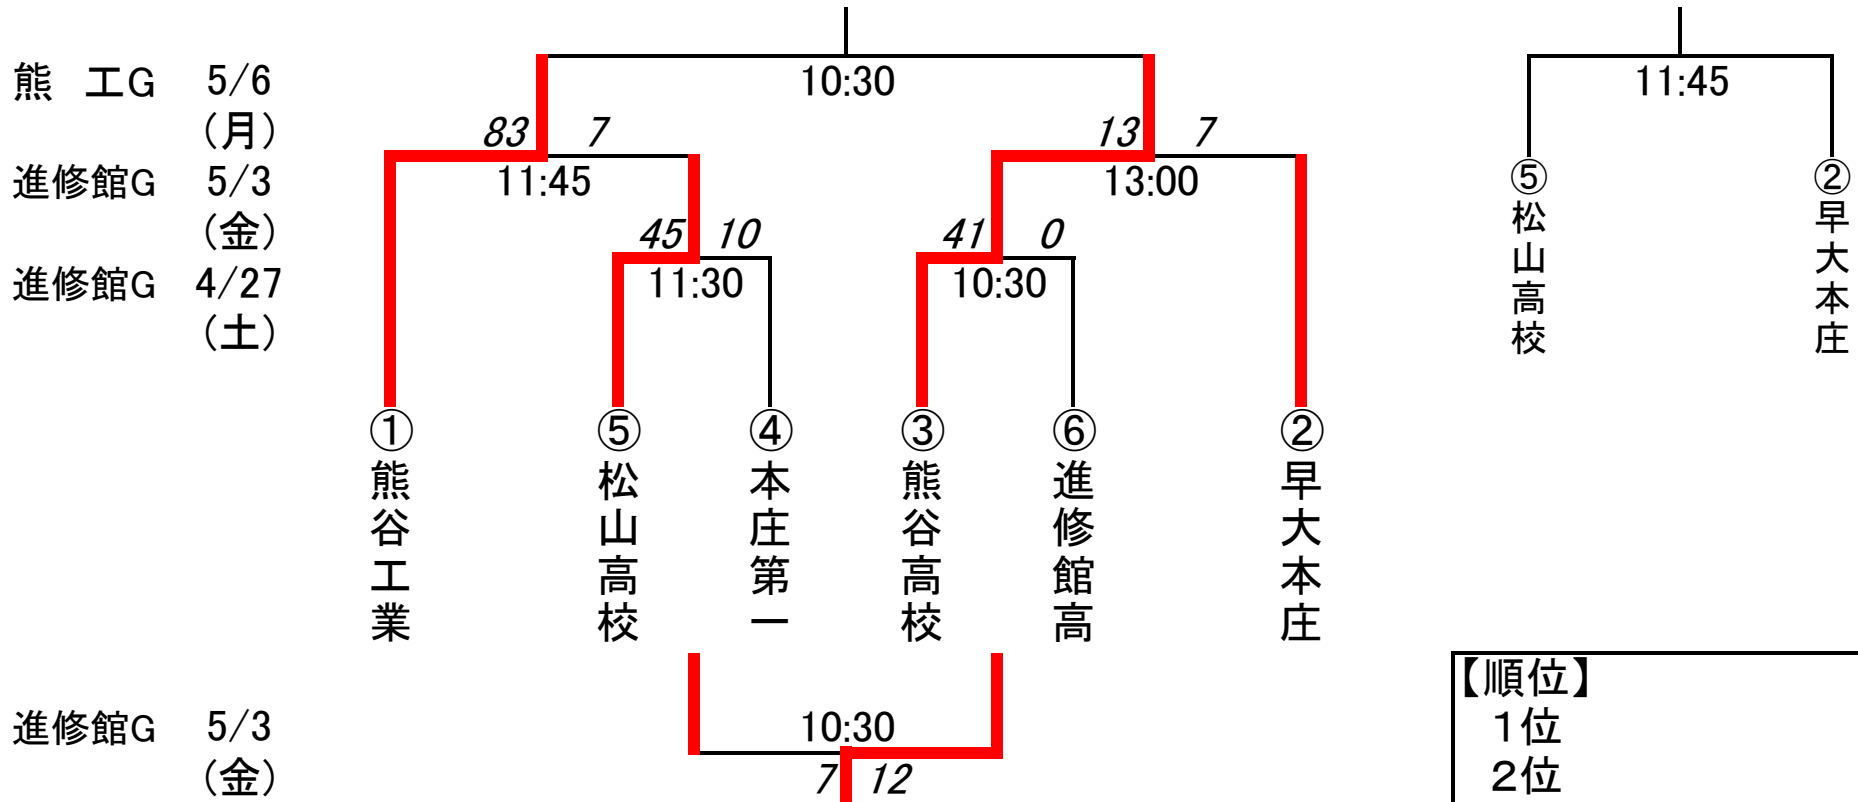 熊　工G 5/6 10:30 11:45
(月) 83 7 13 7
進修館G 5/3 11:45 13:00
(金) 45 10 41 0
進修館G 4/27 11:30 10:30
(土)
⑤松山高校
②早大本庄
①熊谷工業
⑤松山高校
④本庄第一
③熊谷高校
⑥進修館高
②早大本庄
進修館G 5/3 10:30
(金) 7 12
【順位】
1位
2位